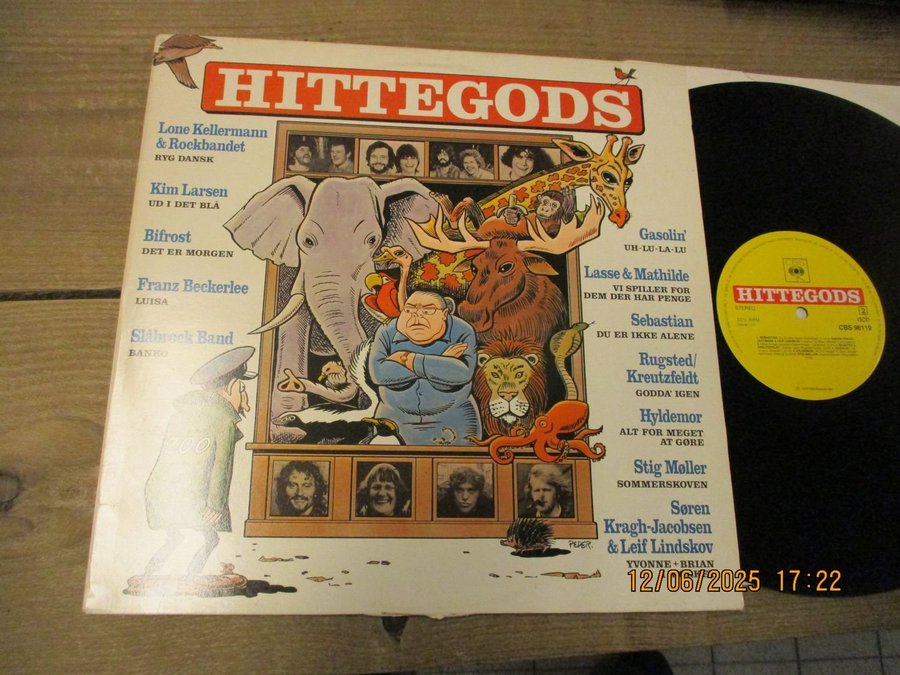 HITTEGODS
Lone Kellermann
& Rockbandet
RYG DANSK
Kim Larsen
UD I DET BLÅ
Bifrost
DET ER MORGEN
Franz Beckerlee
LUISA
Slåbrock Band
BANKO
ZOO
Gasolin'
UH-LU-LA-LU
Lasse & Mathilde
VI SPILLER FOR
DEM DER HAR PENGE
Sebastian
DU ER IKKE ALENE
Rugsted/
Kreutzfeldt
GODDA' IGEN
Hyldemor
ALT FOR MEGET
AT GØRE
Stig Møller
SOMMERSKOVEN
Søren
Kragh-Jacobsen
& Leif Lindskov
YVONNE + BRIAN
PEDER.
CBS
HITTEGODS
STEREO
2
CBS 96119
12/06/2025 17:22